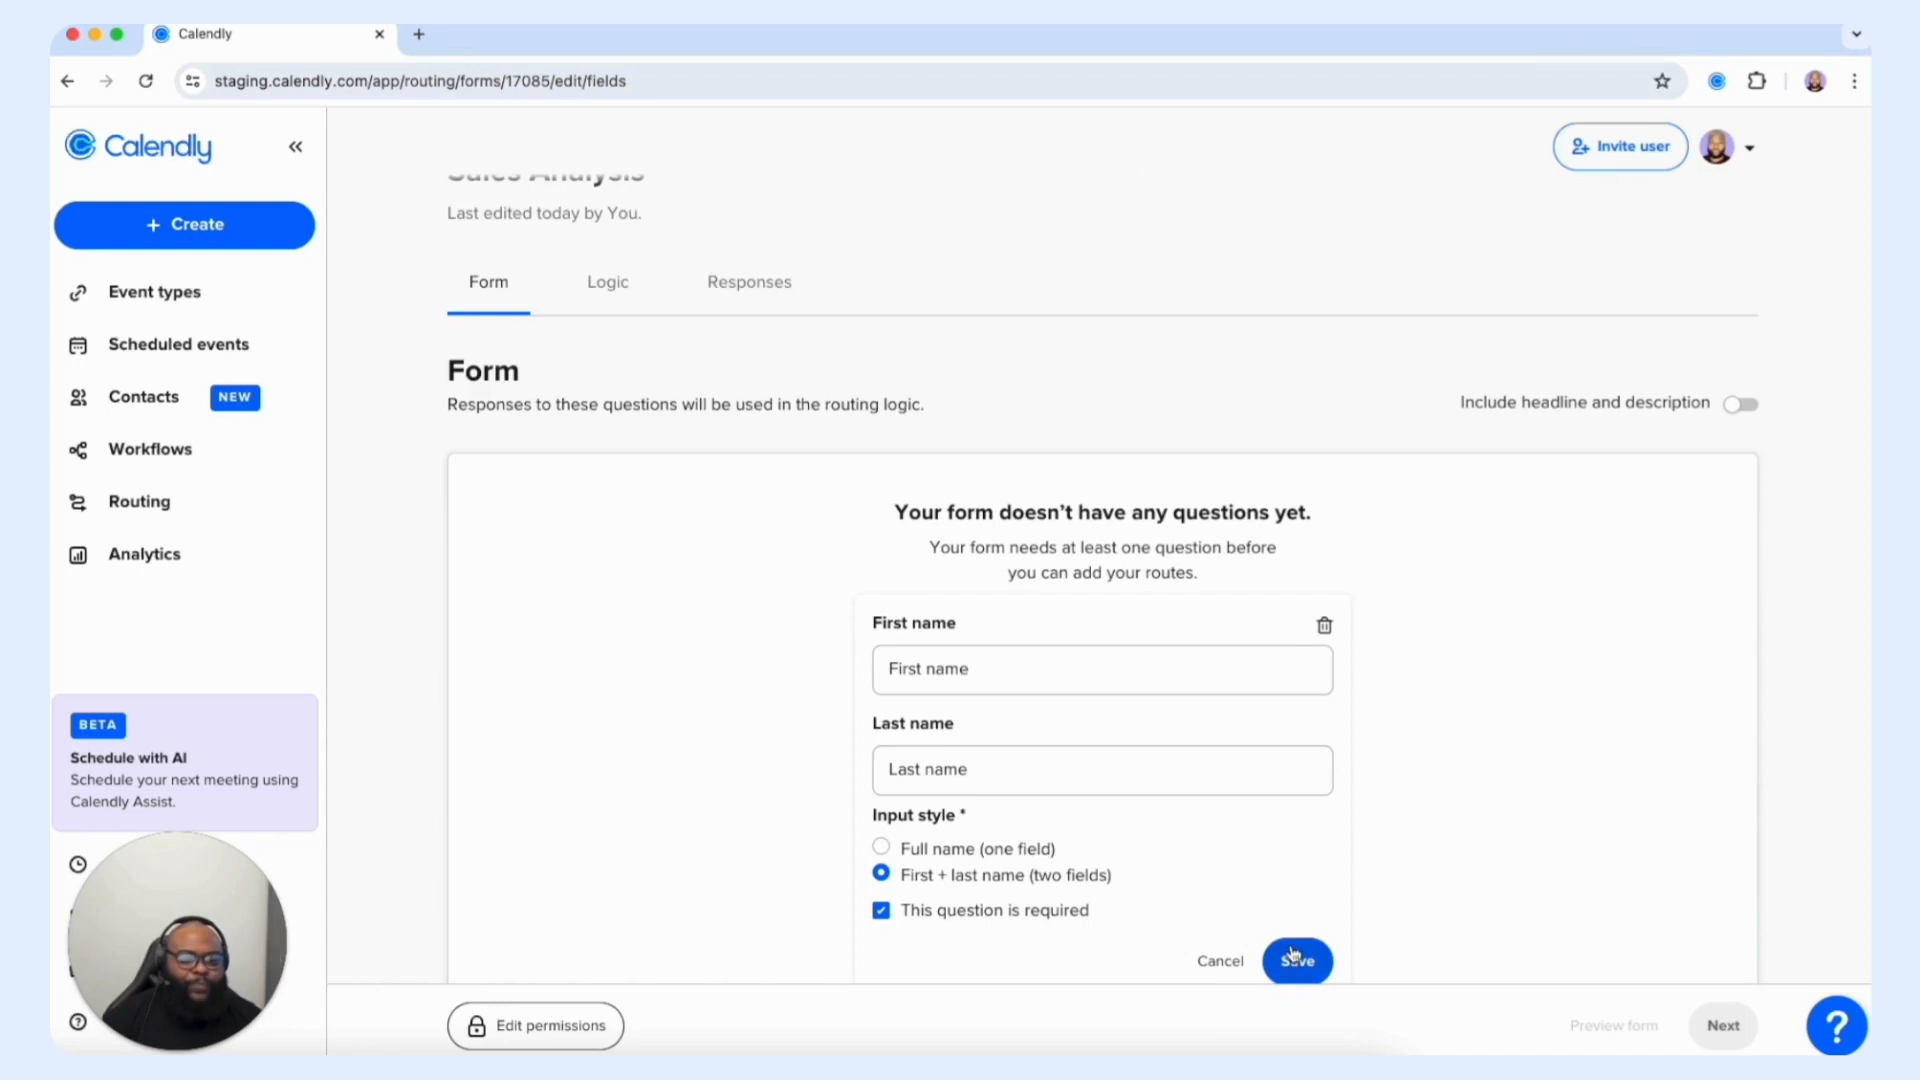 Calendly
staging.calendly.com/app/routing/forms/17085/edit/fields
Calendly
Invite user
Create
Sales Analysis
Last edited today by You.
Event types
Scheduled events
Contacts NEW
Workflows
Routing
Analytics
Form Logic Responses
Form
Responses to these questions will be used in the routing logic.
Include headline and description
Your form doesn't have any questions yet.
Your form needs at least one question before
you can add your routes.
First name
First name
Last name
Last name
Input style *
Full name (one field)
First + last name (two fields)
This question is required
Cancel Save
BETA
Schedule with AI
Schedule your next meeting using
Calendly Assist.
Edit permissions
Preview form
Next
?